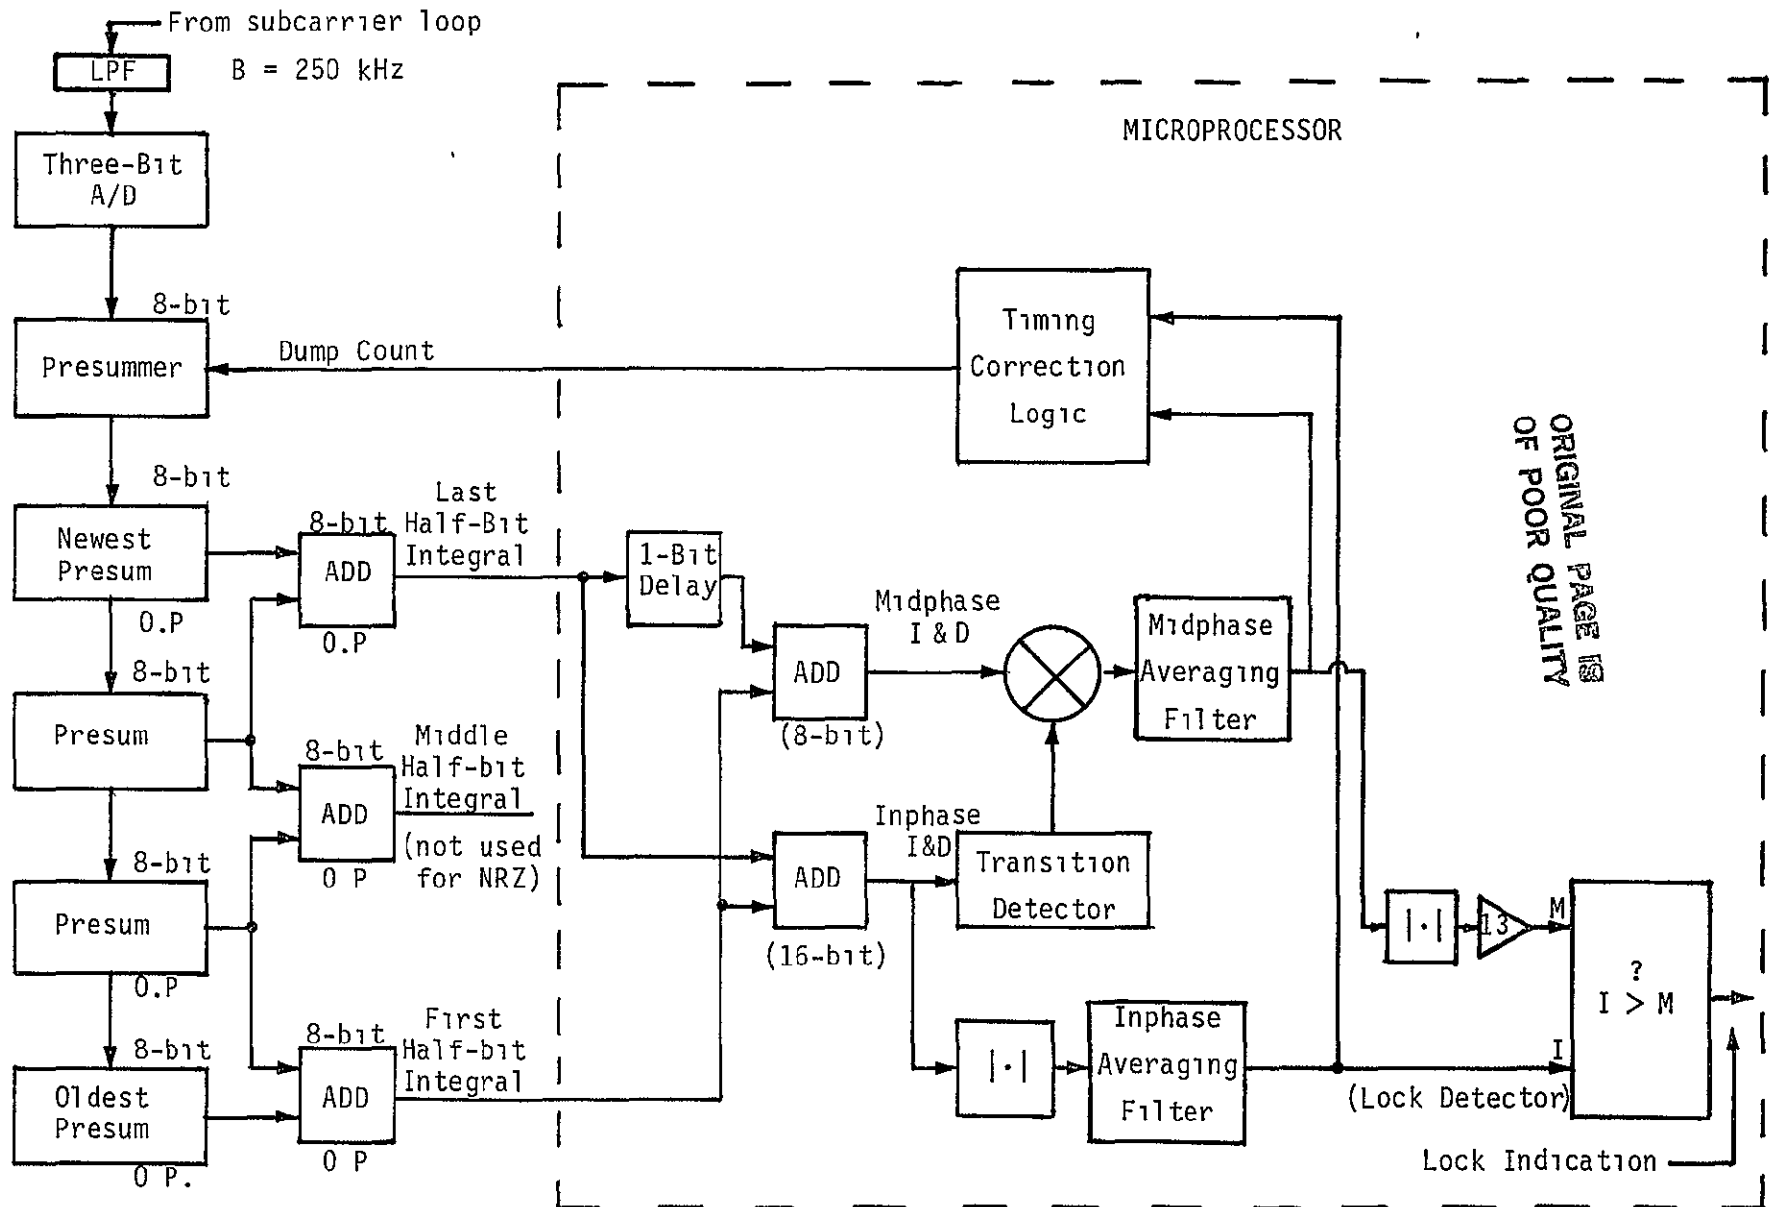 From subcarrier loop
LPF
B = 250 kHz
Three-Bit
A/D
8-bit
Presummer
Dump Count
8-bit
Newest
Presum
O.P
8-bit
Presum
8-bit
Presum
O.P
8-bit
Oldest
Presum
O P.
8-bit
ADD
O.P
Last
Half-Bit
Integral
8-bit
ADD
O P
Middle
Half-bit
Integral
(not used
for NRZ)
8-bit
ADD
O P
First
Half-bit
Integral
MICROPROCESSOR
Timing
Correction
Logic
1-Bit
Delay
ADD
(8-bit)
Midphase
I & D
Midphase
Averaging
Filter
ADD
(16-bit)
Inphase
I&D
Transition
Detector
|·|
Inphase
Averaging
Filter
|·|
13
M
?
I > M
I
(Lock Detector)
Lock Indication
ORIGINAL PAGE IS
OF POOR QUALITY